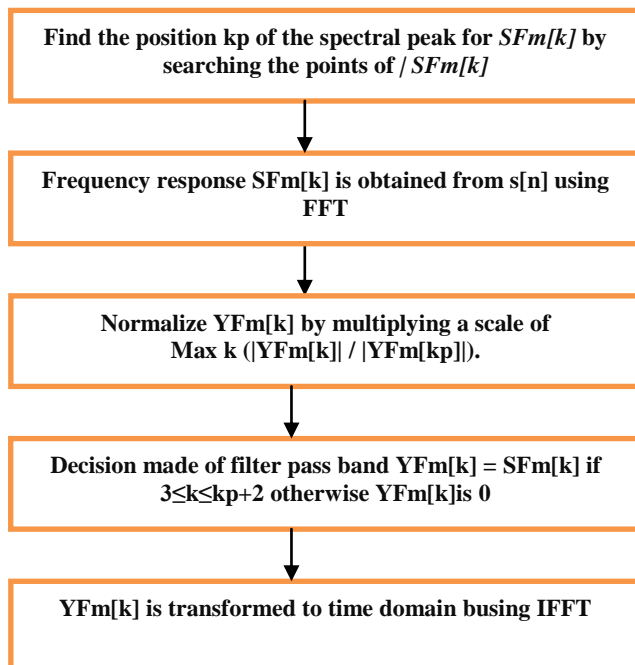 Find the position kp of the spectral peak for SFm[k] by
searching the points of | SFm[k]
Frequency response SFm[k] is obtained from s[n] using
FFT
Normalize YFm[k] by multiplying a scale of
Max k (|YFm[k]| / |YFm[kp]|).
Decision made of filter pass band YFm[k] = SFm[k] if
3≤k≤kp+2 otherwise YFm[k]is 0
YFm[k] is transformed to time domain busing IFFT